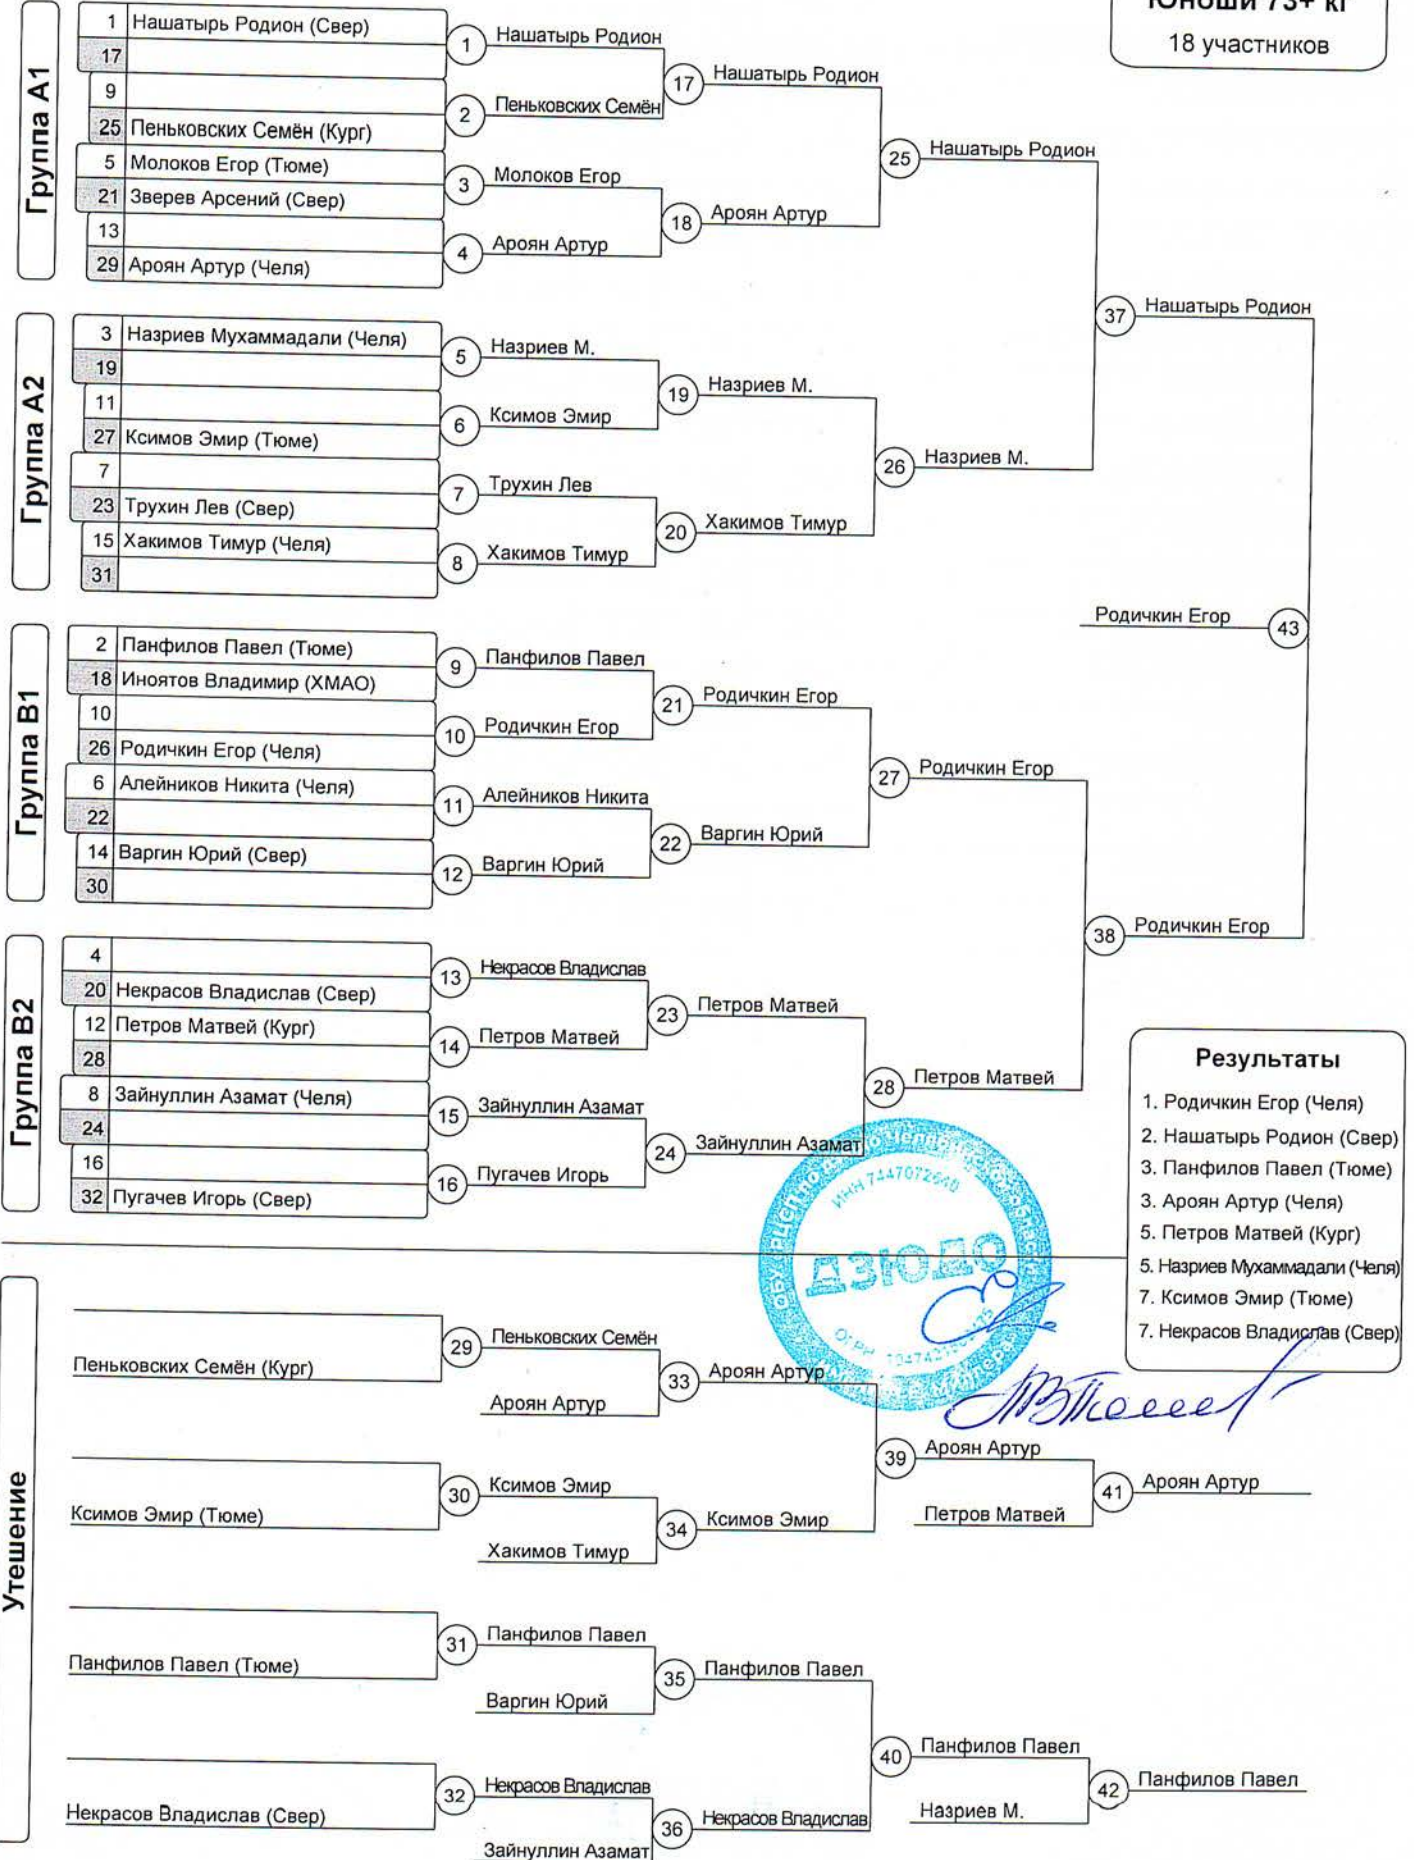 Юноши 73+ кг
18 участников
Группа A1
1 Нашатырь Родион (Свер)
17
9
25 Пеньковских Семён (Кург)
5 Молоков Егор (Тюме)
21 Зверев Арсений (Свер)
13
29 Ароян Артур (Челя)
1 Нашатырь Родион
2 Пеньковских Семён
3 Молоков Егор
4 Ароян Артур
17 Нашатырь Родион
18 Ароян Артур
25 Нашатырь Родион
Группа A2
3 Назриев Мухаммадали (Челя)
19
11
27 Ксимов Эмир (Тюме)
7
23 Трухин Лев (Свер)
15 Хакимов Тимур (Челя)
31
5 Назриев М.
6 Ксимов Эмир
7 Трухин Лев
8 Хакимов Тимур
19 Назриев М.
20 Хакимов Тимур
26 Назриев М.
37 Нашатырь Родион
Родичкин Егор 43
Группа B1
2 Панфилов Павел (Тюме)
18 Иноятов Владимир (ХМАО)
10
26 Родичкин Егор (Челя)
6 Алейников Никита (Челя)
22
14 Варгин Юрий (Свер)
30
9 Панфилов Павел
10 Родичкин Егор
11 Алейников Никита
12 Варгин Юрий
21 Родичкин Егор
22 Варгин Юрий
27 Родичкин Егор
Группа B2
4
20 Некрасов Владислав (Свер)
12 Петров Матвей (Кург)
28
8 Зайнуллин Азамат (Челя)
24
16
32 Пугачев Игорь (Свер)
13 Некрасов Владислав
14 Петров Матвей
15 Зайнуллин Азамат
16 Пугачев Игорь
23 Петров Матвей
24 Зайнуллин Азамат
28 Петров Матвей
38 Родичкин Егор
Результаты
1. Родичкин Егор (Челя)
2. Нашатырь Родион (Свер)
3. Панфилов Павел (Тюме)
3. Ароян Артур (Челя)
5. Петров Матвей (Кург)
5. Назриев Мухаммадали (Челя)
7. Ксимов Эмир (Тюме)
7. Некрасов Владислав (Свер)
ДЗЮДО
Утешение
Пеньковских Семён (Кург)
29 Пеньковских Семён
Ароян Артур
33 Ароян Артур
Ксимов Эмир (Тюме)
30 Ксимов Эмир
Хакимов Тимур
34 Ксимов Эмир
39 Ароян Артур
Петров Матвей
41 Ароян Артур
Панфилов Павел (Тюме)
31 Панфилов Павел
Варгин Юрий
35 Панфилов Павел
Некрасов Владислав (Свер)
32 Некрасов Владислав
Зайнуллин Азамат
36 Некрасов Владислав
40 Панфилов Павел
Назриев М.
42 Панфилов Павел